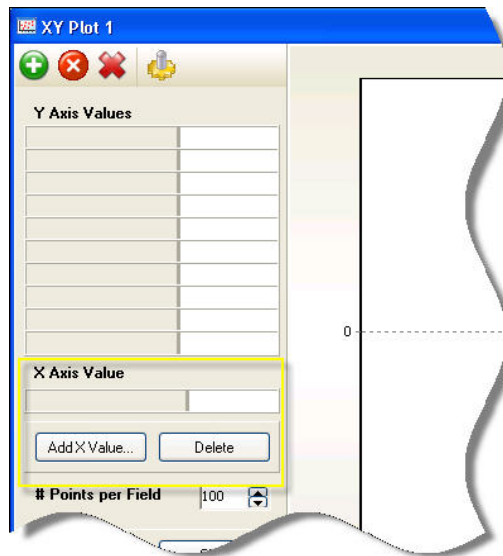 XY Plot 1
Y Axis Values
0
X Axis Value
Add X Value...
Delete
# Points per Field
100